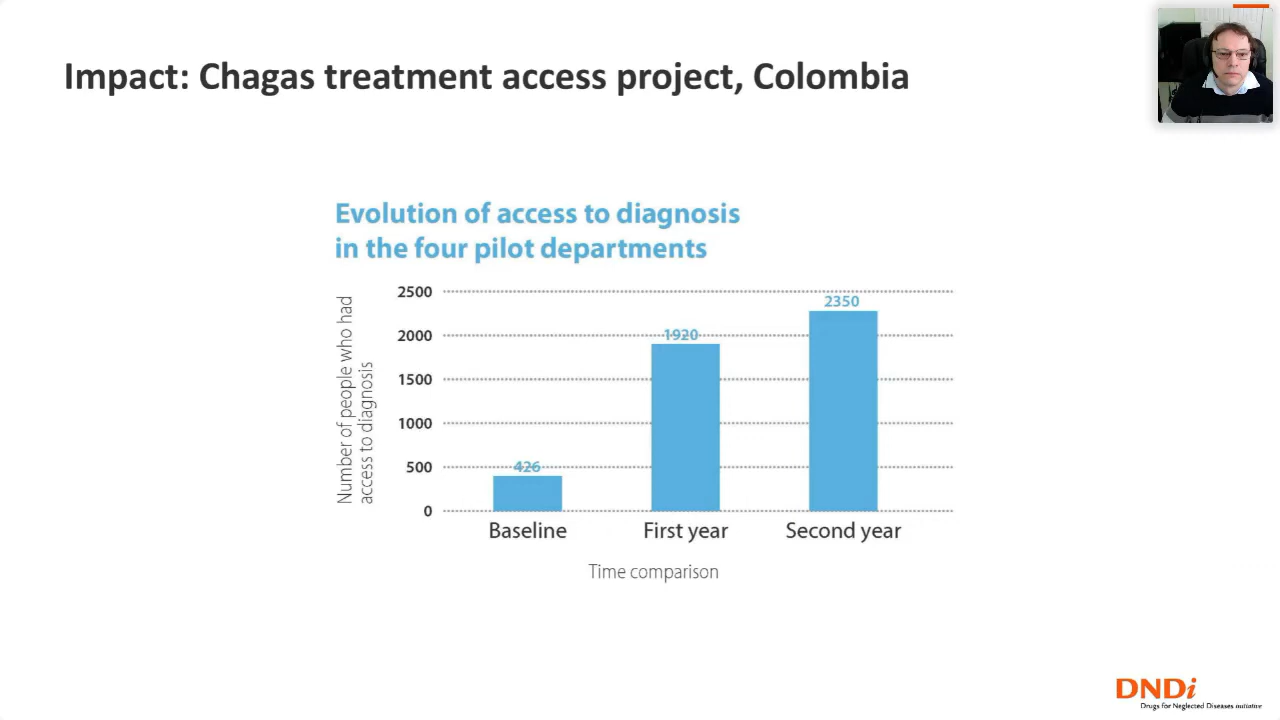 Impact: Chagas treatment access project, Colombia
Evolution of access to diagnosis
in the four pilot departments
Number of people who had
access to diagnosis
2500
2000
1500
1000
500
0
426
1920
2350
Baseline
First year
Second year
Time comparison
DNDi
Drugs for Neglected Diseases initiative